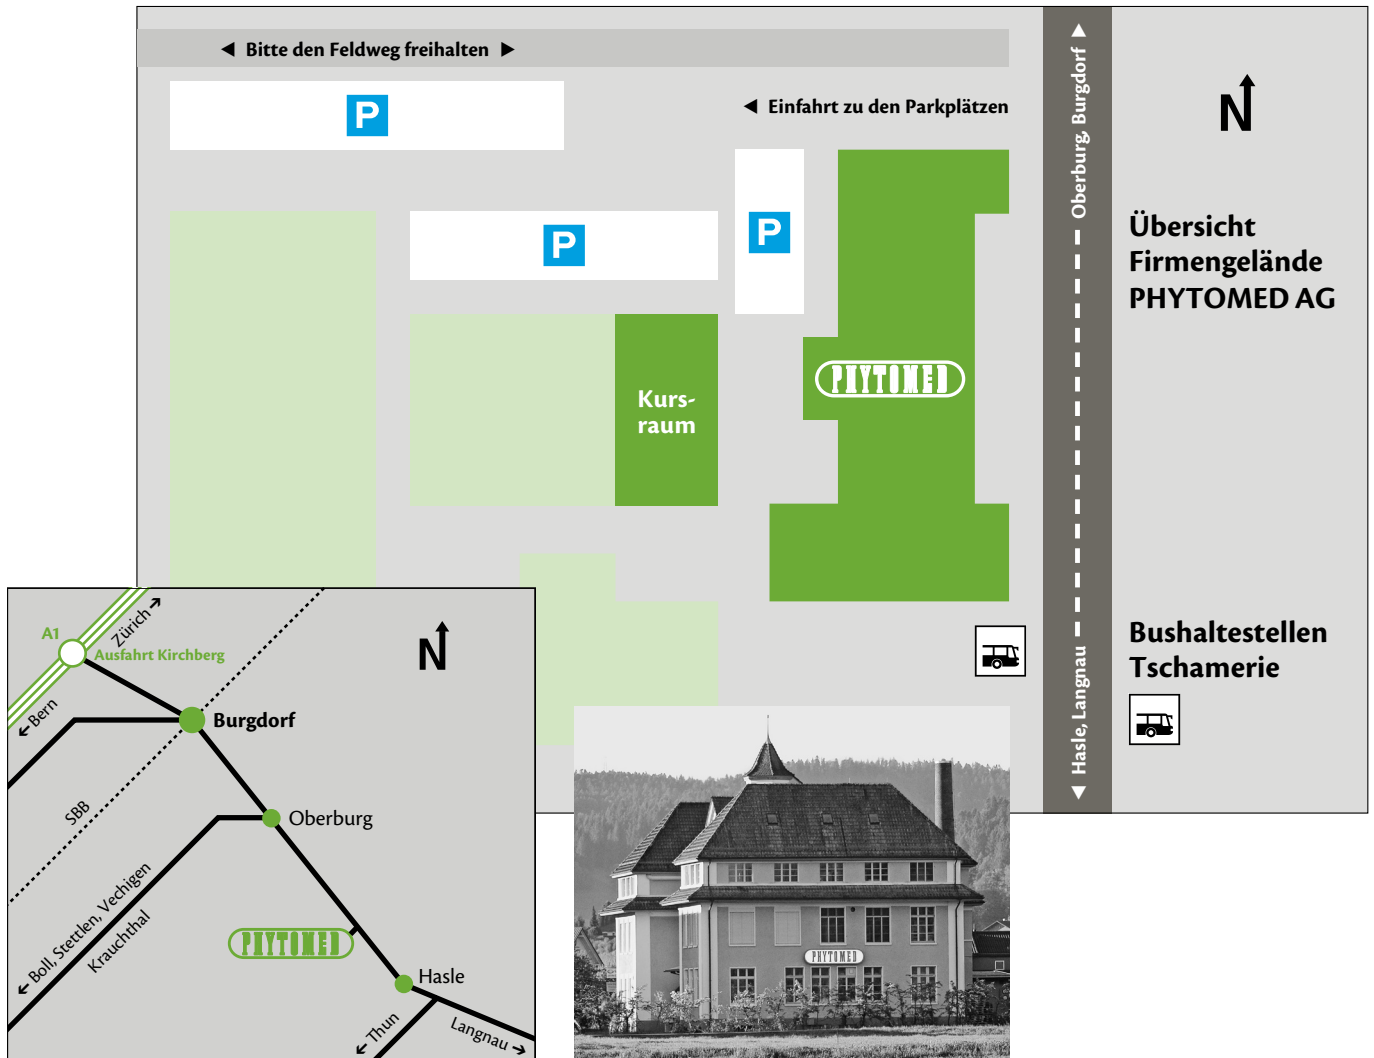 ◄ Bitte den Feldweg freihalten ►
P
◄ Einfahrt zu den Parkplätzen
P
P
N
Übersicht
Firmengelände
PHYTOMED AG
◄ Hasle, Langnau
Oberburg, Burgdorf ►
PHYTOMED
Kurs-
raum
Bushaltestellen
Tschamerie
A1
Zürich →
Ausfahrt Kirchberg
N
← Bern
Burgdorf
SBB
Oberburg
← Boll, Stettlen, Vechigen
Krauchthal
PHYTOMED
Hasle
← Thun
Langnau →
PHYTOMED